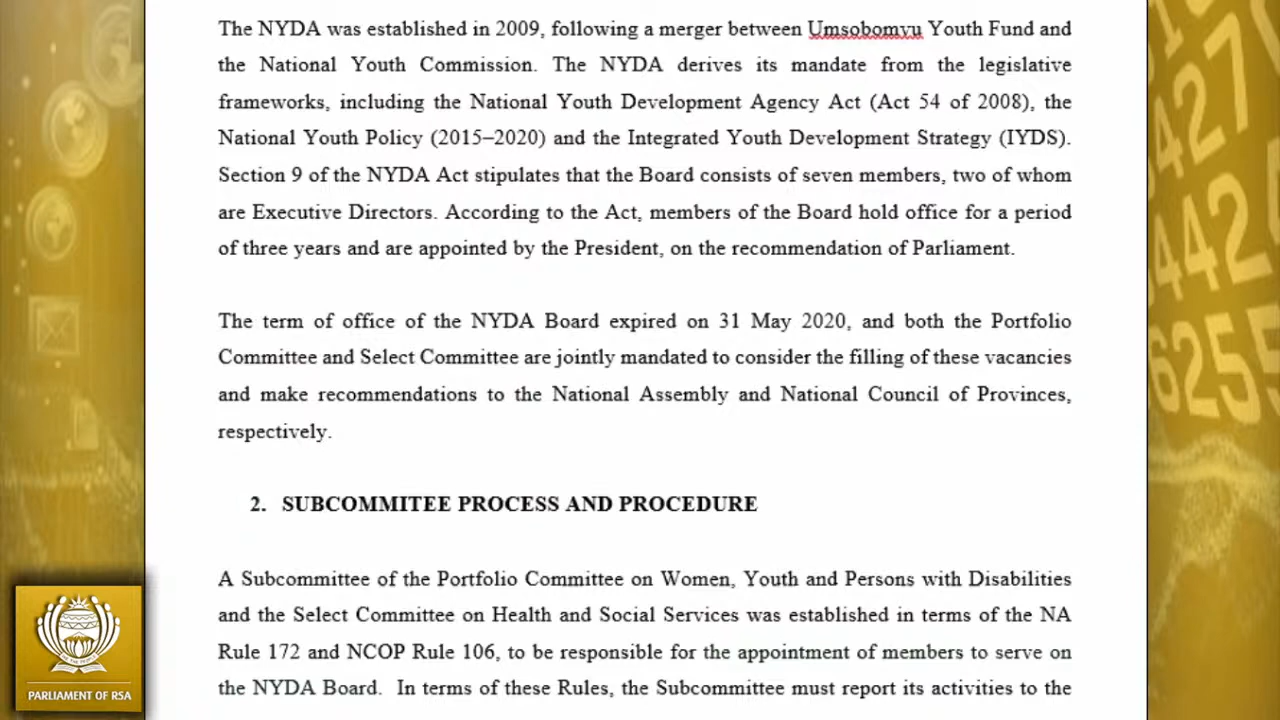 The NYDA was established in 2009, following a merger between Umsobomvu Youth Fund and
the National Youth Commission. The NYDA derives its mandate from the legislative
frameworks, including the National Youth Development Agency Act (Act 54 of 2008), the
National Youth Policy (2015–2020) and the Integrated Youth Development Strategy (IYDS).
Section 9 of the NYDA Act stipulates that the Board consists of seven members, two of whom
are Executive Directors. According to the Act, members of the Board hold office for a period
of three years and are appointed by the President, on the recommendation of Parliament.
The term of office of the NYDA Board expired on 31 May 2020, and both the Portfolio
Committee and Select Committee are jointly mandated to consider the filling of these vacancies
and make recommendations to the National Assembly and National Council of Provinces,
respectively.
2. SUBCOMMITEE PROCESS AND PROCEDURE
A Subcommittee of the Portfolio Committee on Women, Youth and Persons with Disabilities
and the Select Committee on Health and Social Services was established in terms of the NA
Rule 172 and NCOP Rule 106, to be responsible for the appointment of members to serve on
the NYDA Board. In terms of these Rules, the Subcommittee must report its activities to the
PARLIAMENT OF RSA